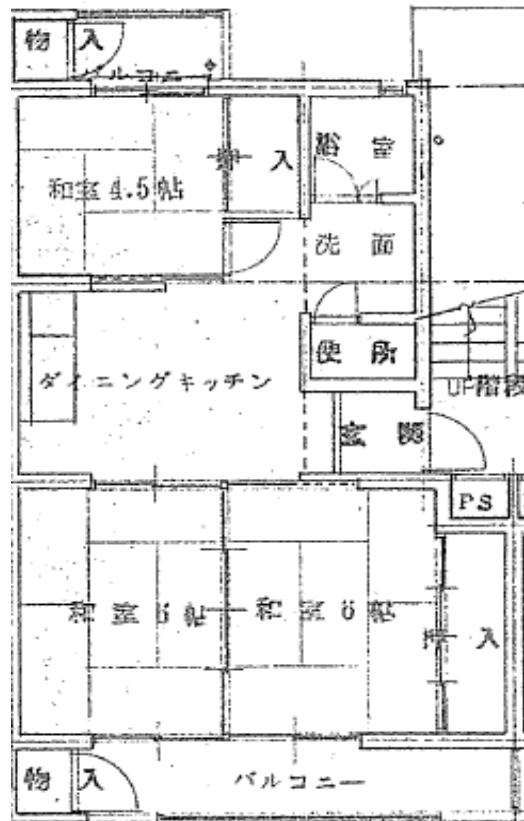 物 入
バルコニー
浴 室
押 入
和室4.5帖
洗 面
便 所
ダイニングキッチン
UP階段
玄 関
PS
和 室 6 帖
和 室 6 帖
押 入
物 入
バルコニー